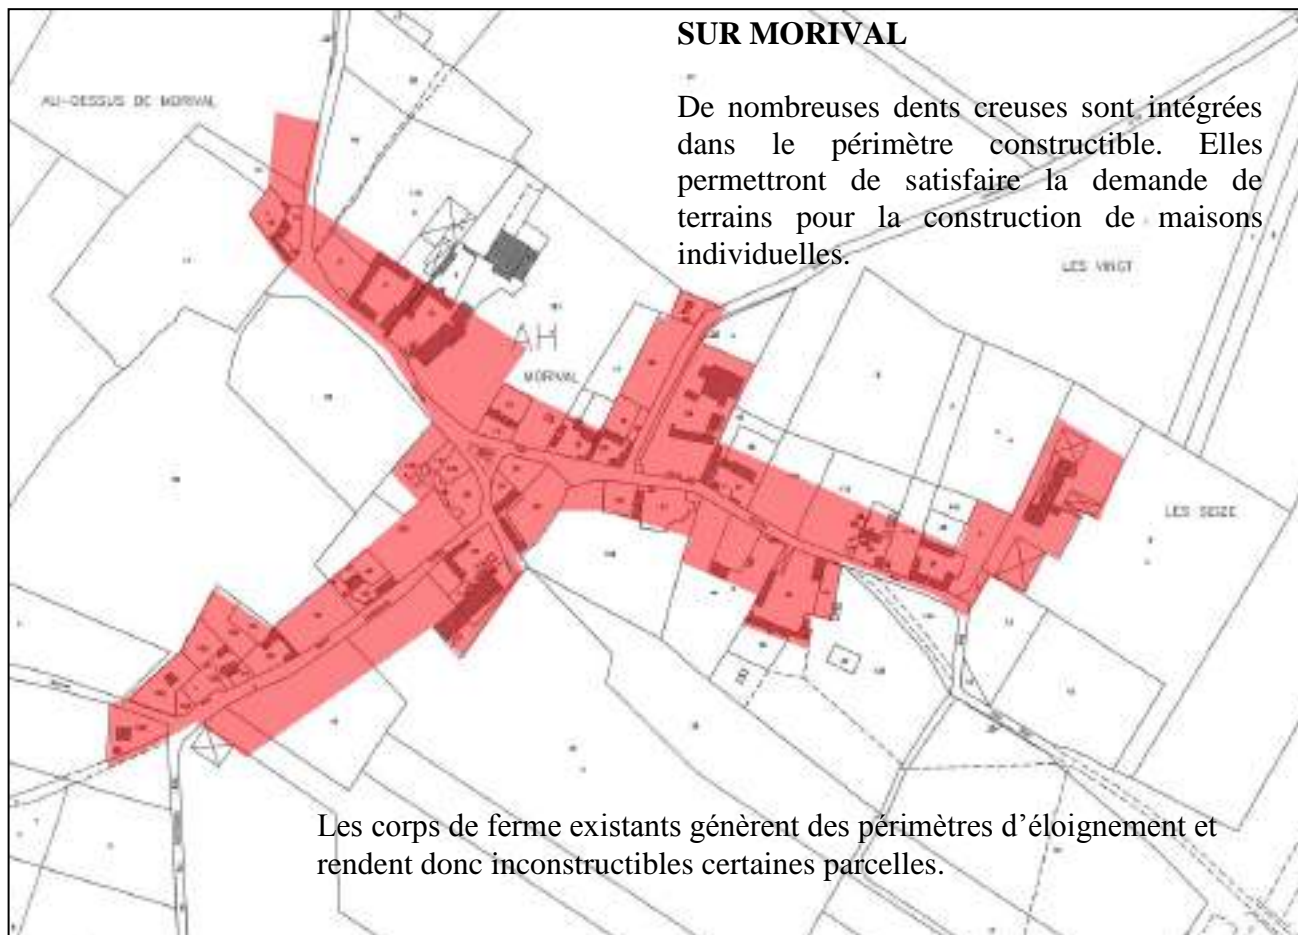 SUR MORIVAL
AU-DESSUS DE MORIVAL
De nombreuses dents creuses sont intégrées
dans le périmètre constructible. Elles
permettront de satisfaire la demande de
terrains pour la construction de maisons
individuelles.
LES VINGT
AH
MORIVAL
LES SEIZE
Les corps de ferme existants génèrent des périmètres d’éloignement et
rendent donc inconstructibles certaines parcelles.